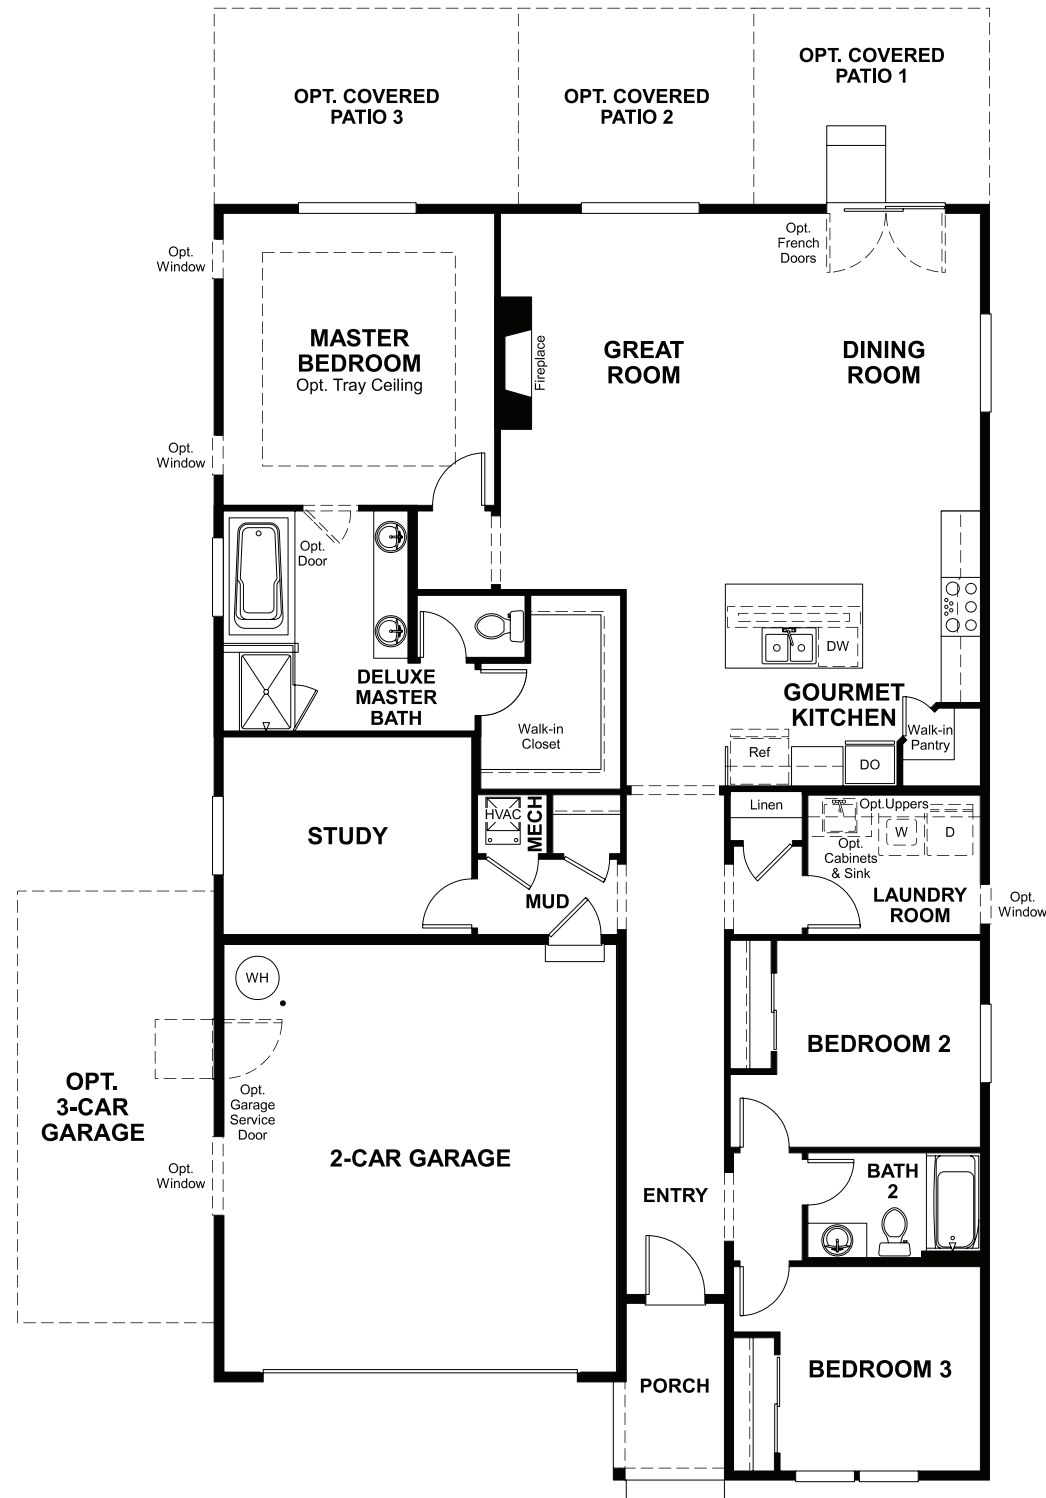 OPT. COVERED
PATIO 3
OPT. COVERED
PATIO 2
OPT. COVERED
PATIO 1
Opt.
Window
Opt.
French
Doors
MASTER
BEDROOM
Opt. Tray Ceiling
Fireplace
GREAT
ROOM
DINING
ROOM
Opt.
Window
Opt.
Door
DELUXE
MASTER
BATH
Walk-in
Closet
DW
GOURMET
KITCHEN
Walk-in
Pantry
Ref
DO
STUDY
HVAC
MECH
MUD
Linen
Opt.Uppers
W
D
Opt.
Cabinets
& Sink
LAUNDRY
ROOM
Opt.
Window
WH
OPT.
3-CAR
GARAGE
Opt.
Garage
Service
Door
Opt.
Window
2-CAR GARAGE
BEDROOM 2
ENTRY
BATH
2
PORCH
BEDROOM 3